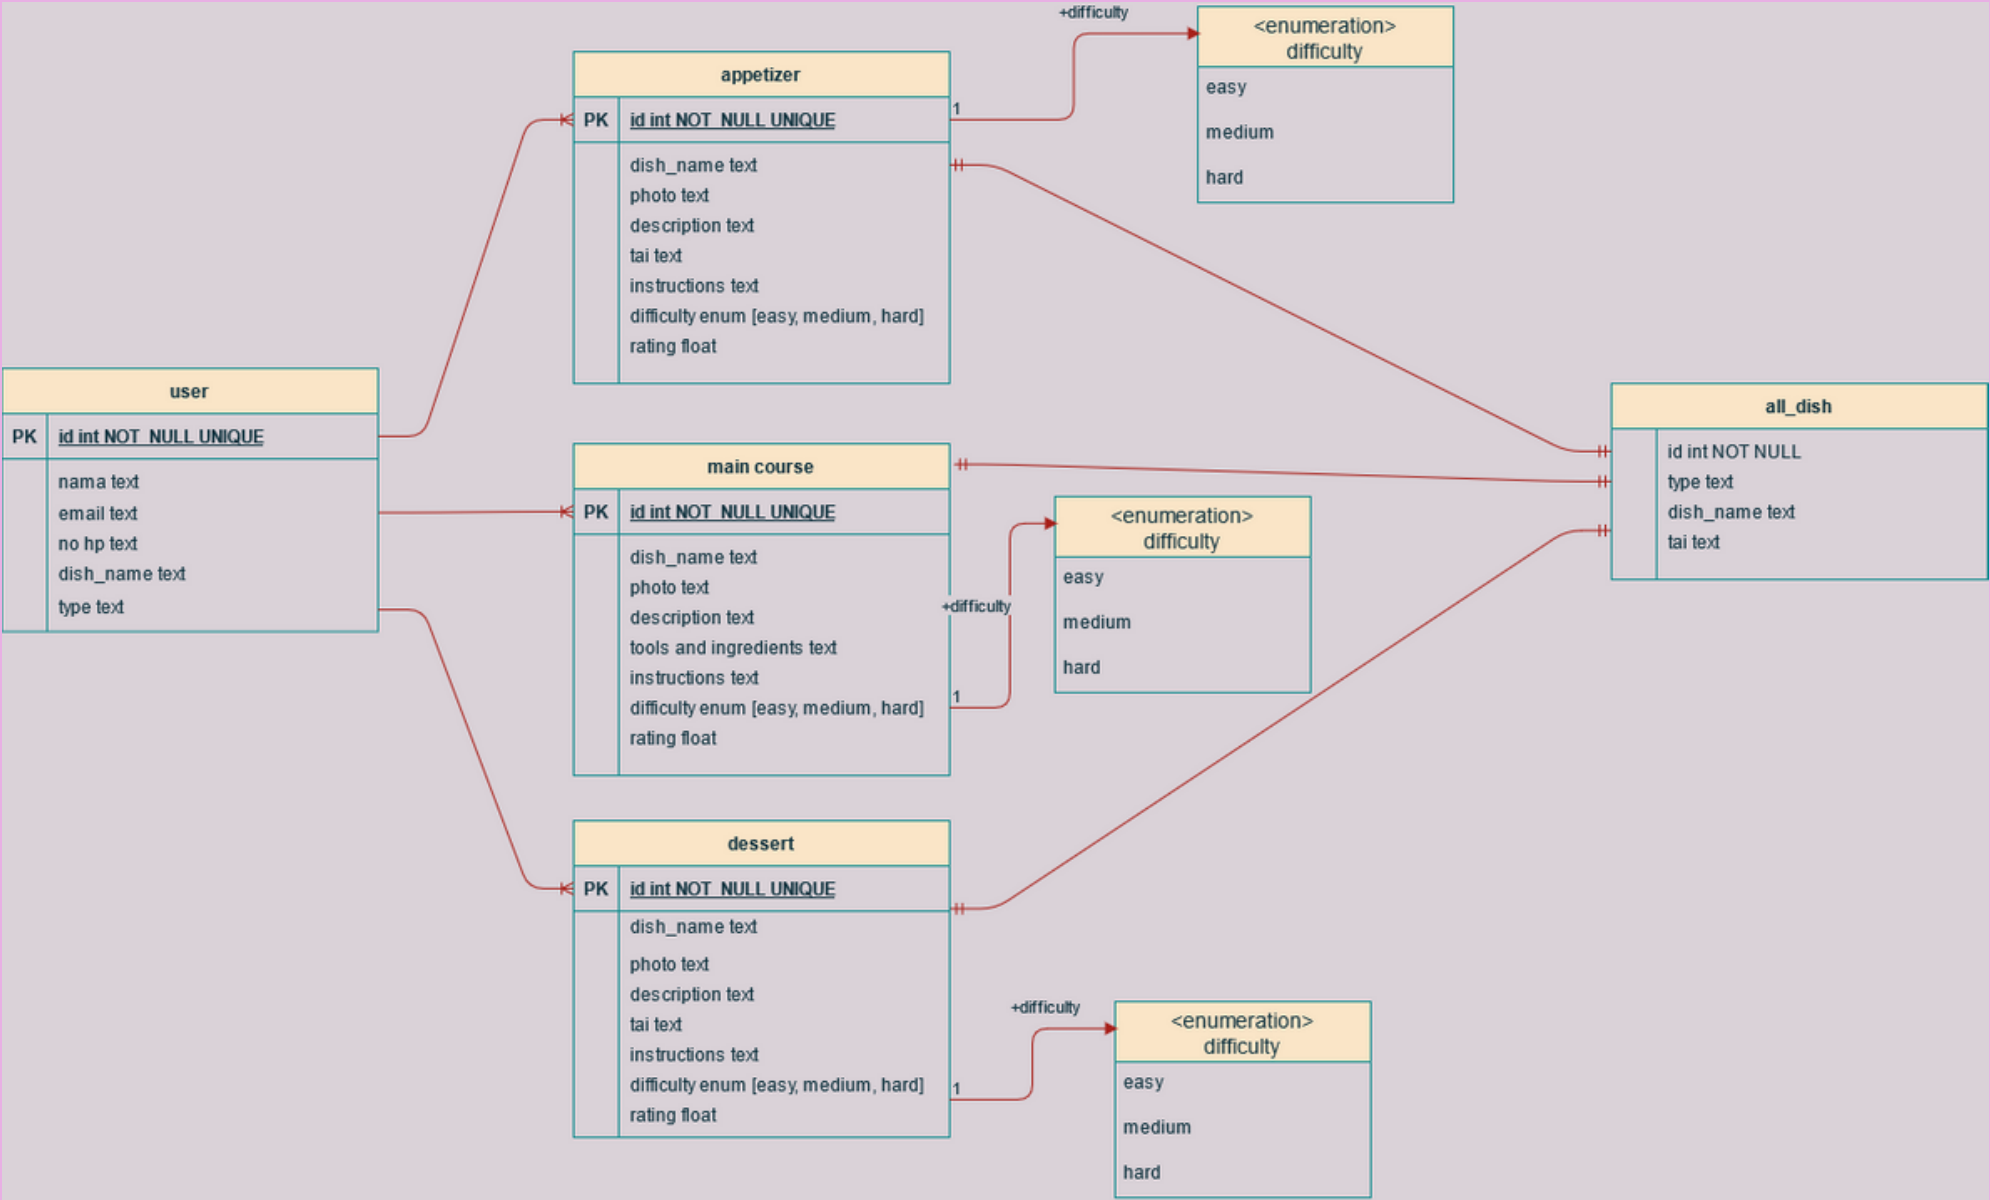 +difficulty
<enumeration>
difficulty
easy
medium
hard
appetizer
1
PK id int NOT NULL UNIQUE
dish_name text
photo text
description text
tai text
instructions text
difficulty enum [easy, medium, hard]
rating float
user
PK id int NOT NULL UNIQUE
nama text
email text
no hp text
dish_name text
type text
main course
PK id int NOT NULL UNIQUE
dish_name text
photo text
description text
tools and ingredients text
instructions text
difficulty enum [easy, medium, hard]
rating float
1
+difficulty
<enumeration>
difficulty
easy
medium
hard
all_dish
id int NOT NULL
type text
dish_name text
tai text
dessert
PK id int NOT NULL UNIQUE
dish_name text
photo text
description text
tai text
instructions text
difficulty enum [easy, medium, hard]
rating float
1
+difficulty
<enumeration>
difficulty
easy
medium
hard